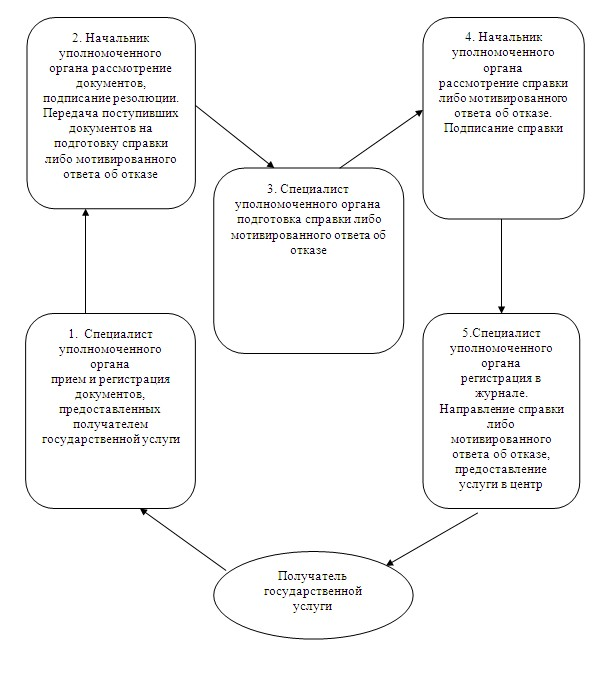 2. Начальник
уполномоченного
органа рассмотрение
документов,
подписание резолюции.
Передача поступивших
документов на
подготовку справки
либо мотивированного
ответа об отказе
4. Начальник
уполномоченного
органа
рассмотрение справки
либо мотивированного
ответа об отказе.
Подписание справки
3. Специалист
уполномоченного органа
подготовка справки либо
мотивированного ответа об
отказе
1. Специалист
уполномоченного
органа
прием и регистрация
документов,
предоставленных
получателем
государственной услуги
5.Специалист
уполномоченного
органа
регистрация в
журнале.
Направление справки
либо
мотивированного
ответа об отказе,
предоставление
услуги в центр
Получатель
государственной
услуги